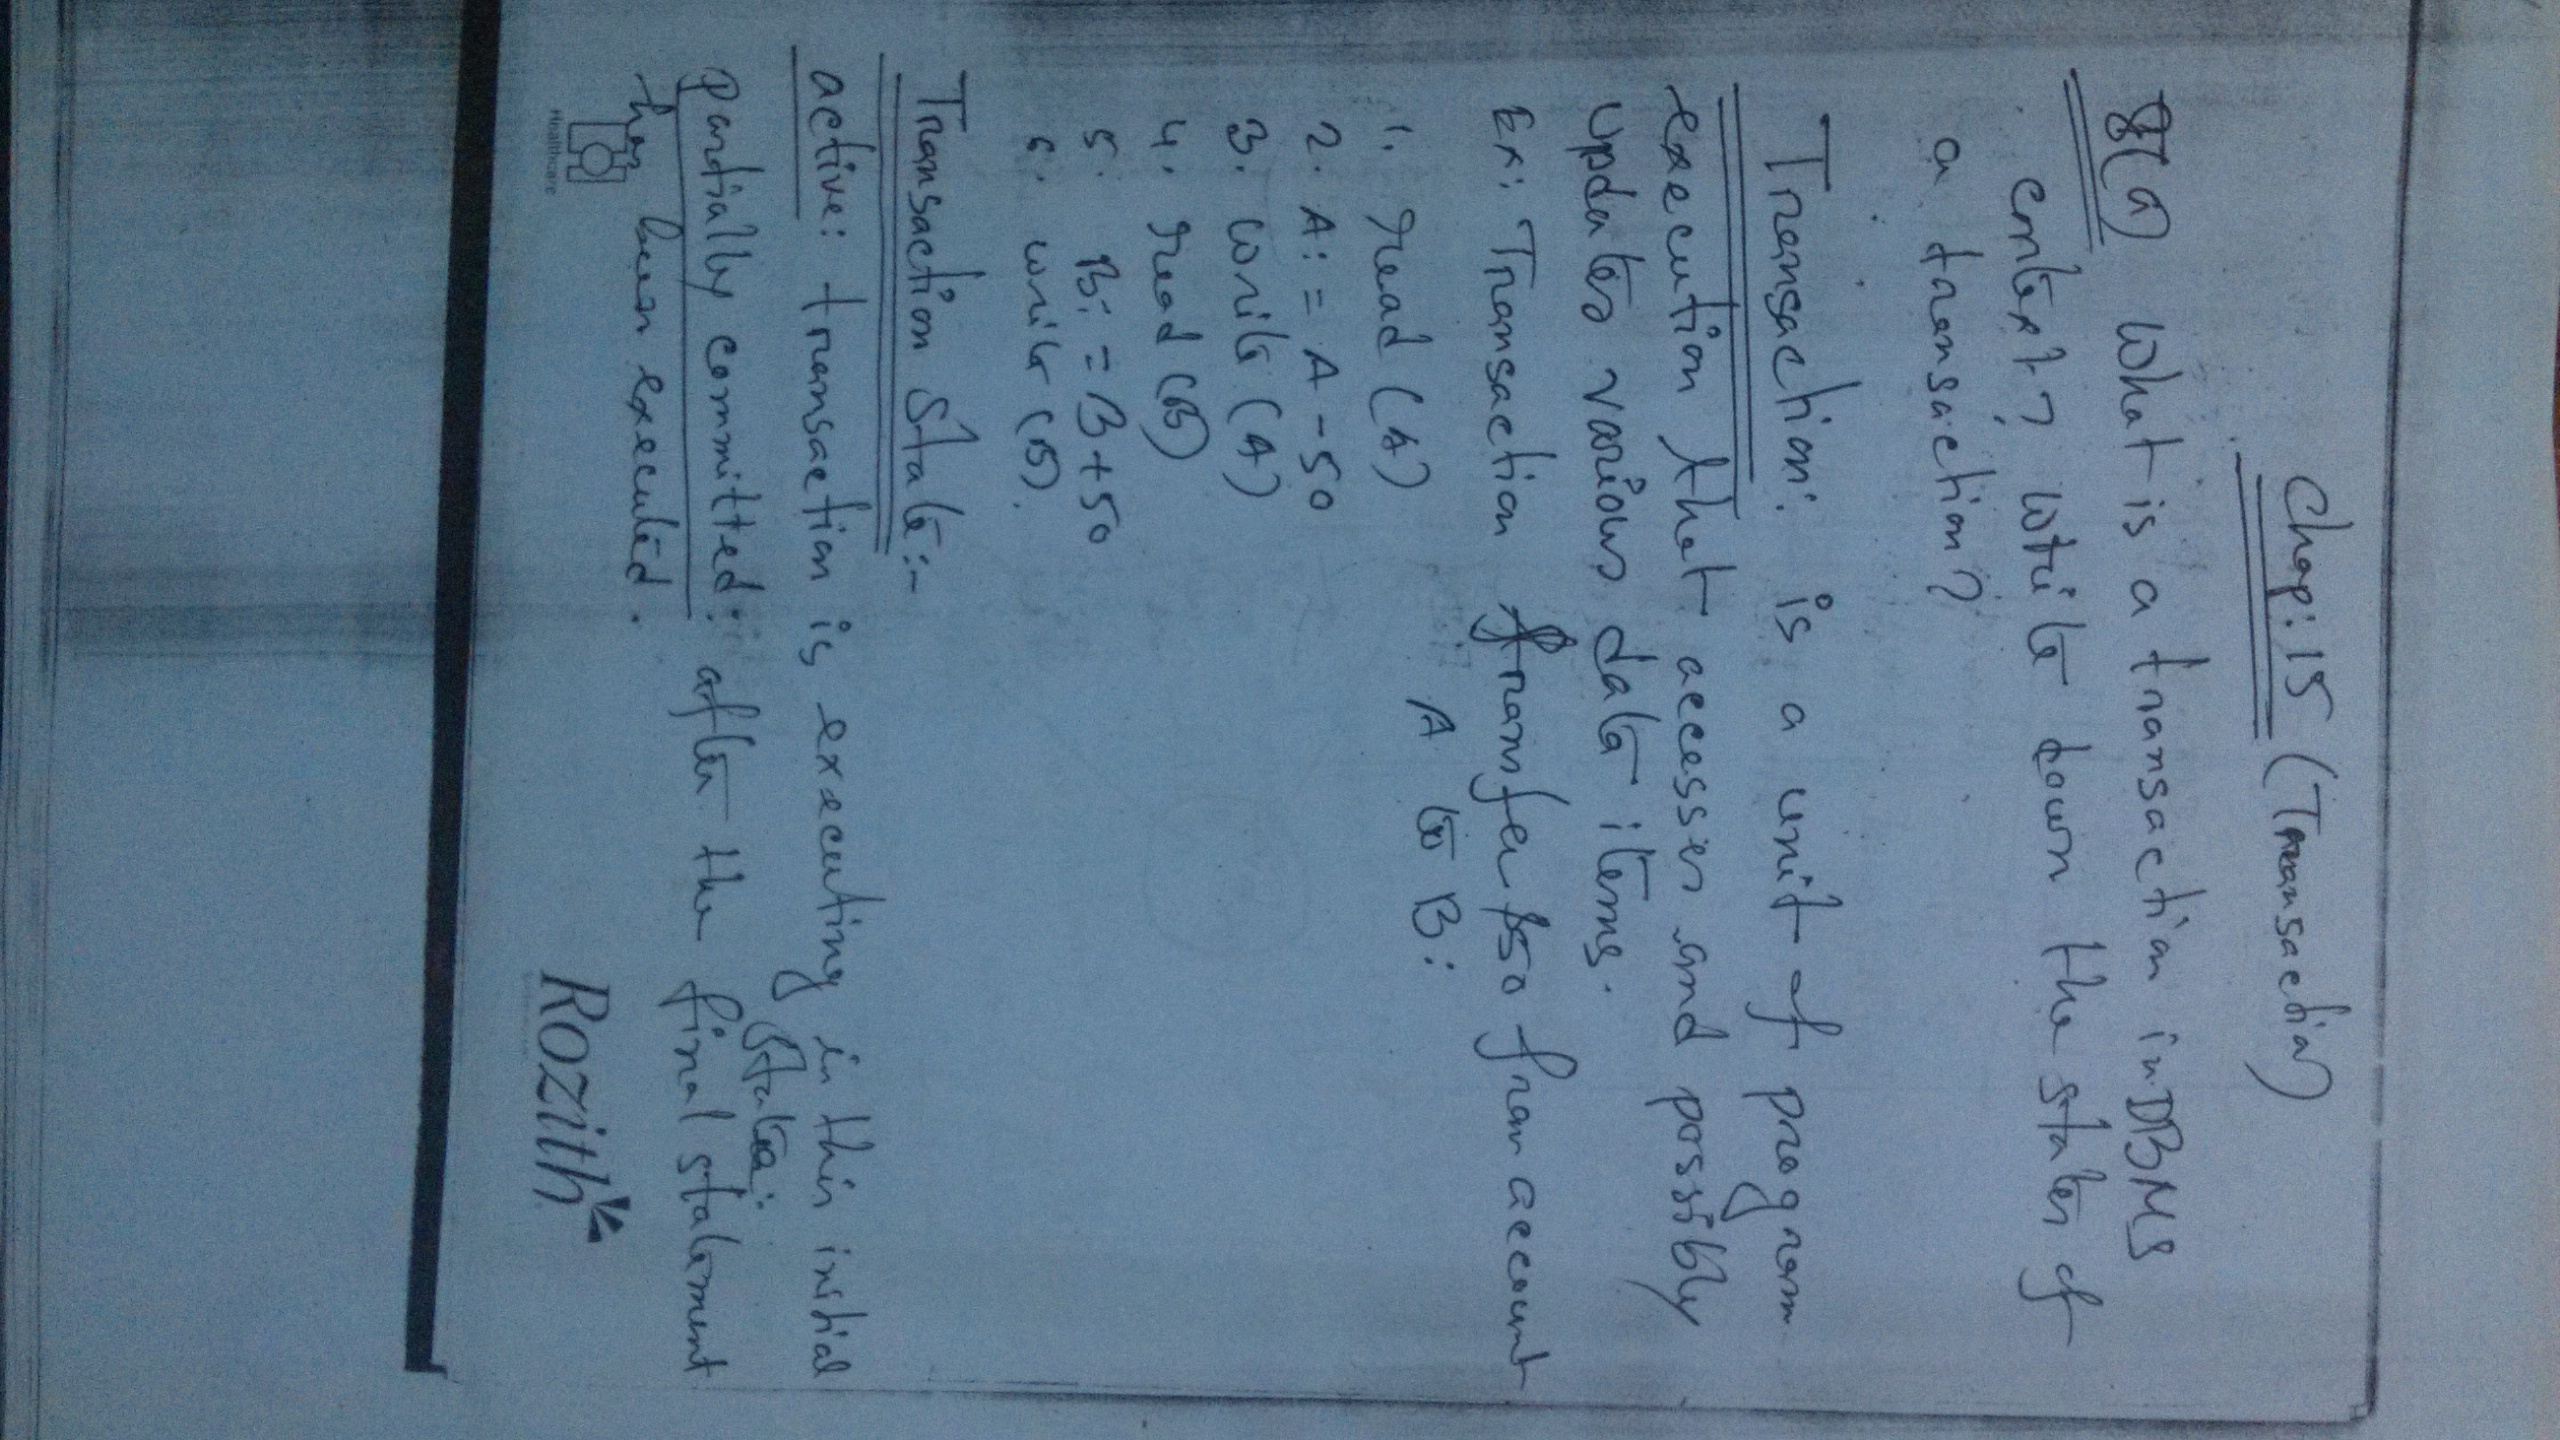 Chap: 15 (Transaction)
8(a) What is a transaction in DBMS
context? Write down the states of
a transaction?
Transaction: is a unit of program
execution that accesses and possibly
updates various data items.
Ex: Transaction transfer $50 from account
A to B:
1. read (A)
2. A: = A - 50
3. write (A)
4. read (B)
5. B: = B + 50
6. write (B).
Transaction State:-
active: transaction is executing in this initial
state:
partially committed: after the final statement
has been executed.
Healthcare
Rozith